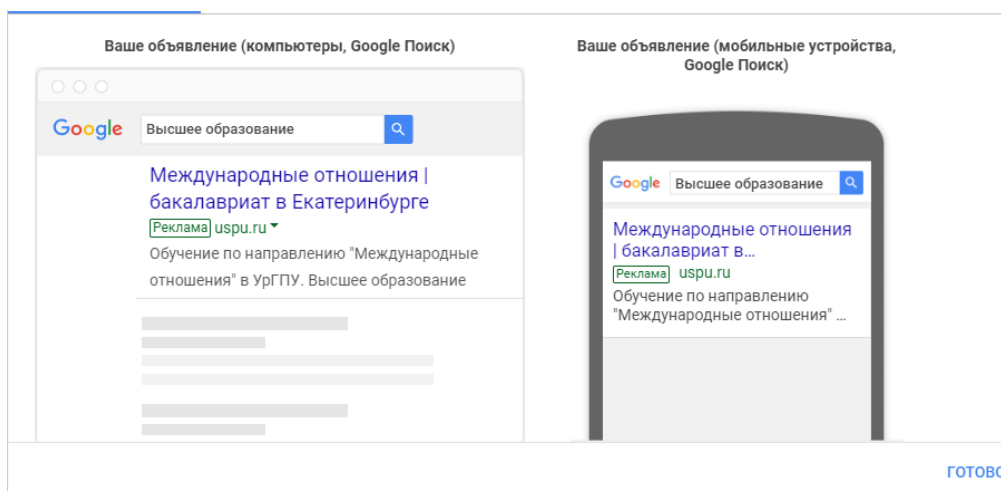 Ваше объявление (компьютеры, Google Поиск)
Google
Высшее образование
Международные отношения |
бакалавриат в Екатеринбурге
Реклама uspu.ru
Обучение по направлению "Международные
отношения" в УрГПУ. Высшее образование
Ваше объявление (мобильные устройства,
Google Поиск)
Google
Высшее образование
Международные отношения
| бакалавриат в...
Реклама uspu.ru
Обучение по направлению
"Международные отношения" ...
ГОТОВО